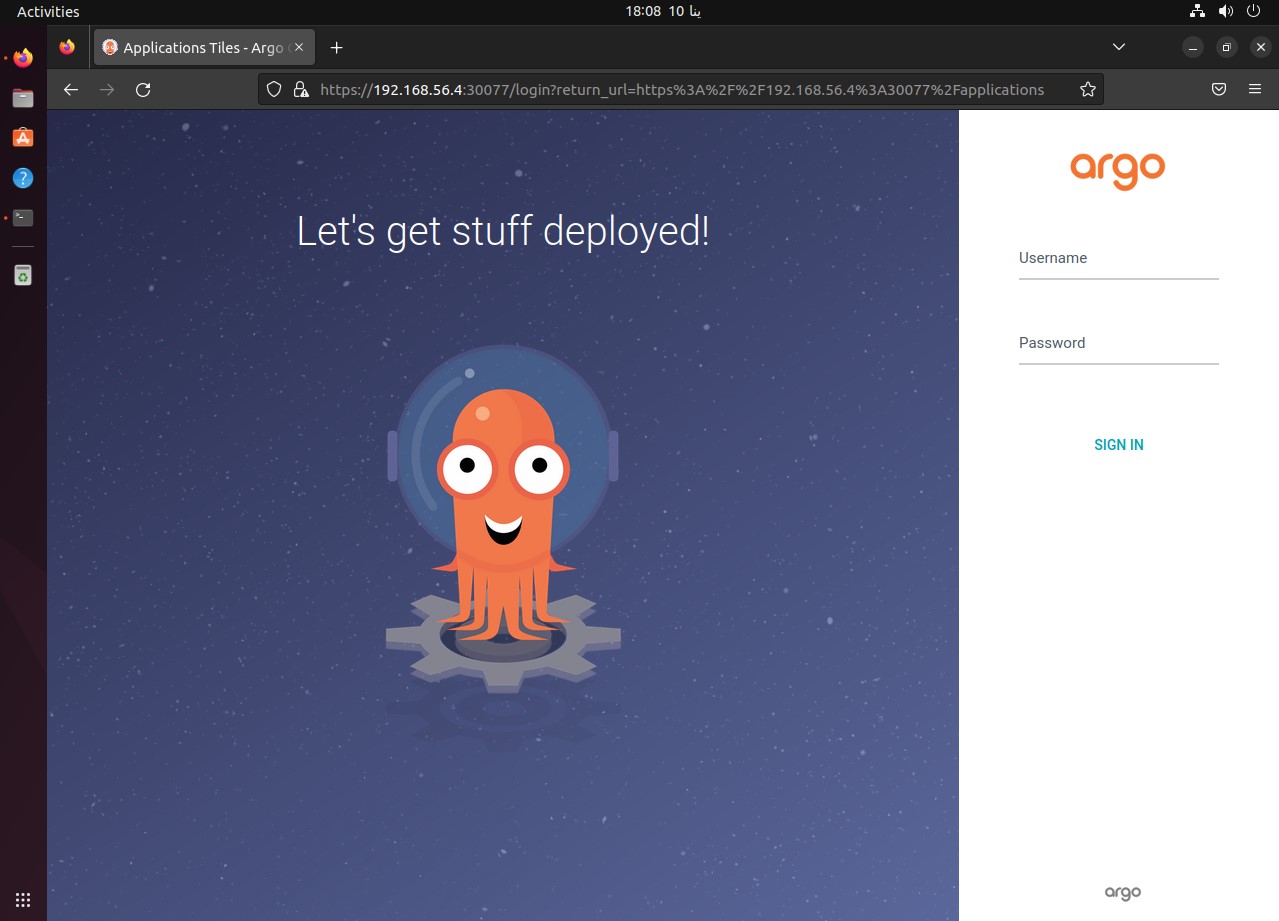 Activities
18:08 10 ينا
Applications Tiles - Argo
https://192.168.56.4:30077/login?return_url=https%3A%2F%2F192.168.56.4%3A30077%2Fapplications
Let's get stuff deployed!
argo
Username
Password
SIGN IN
argo